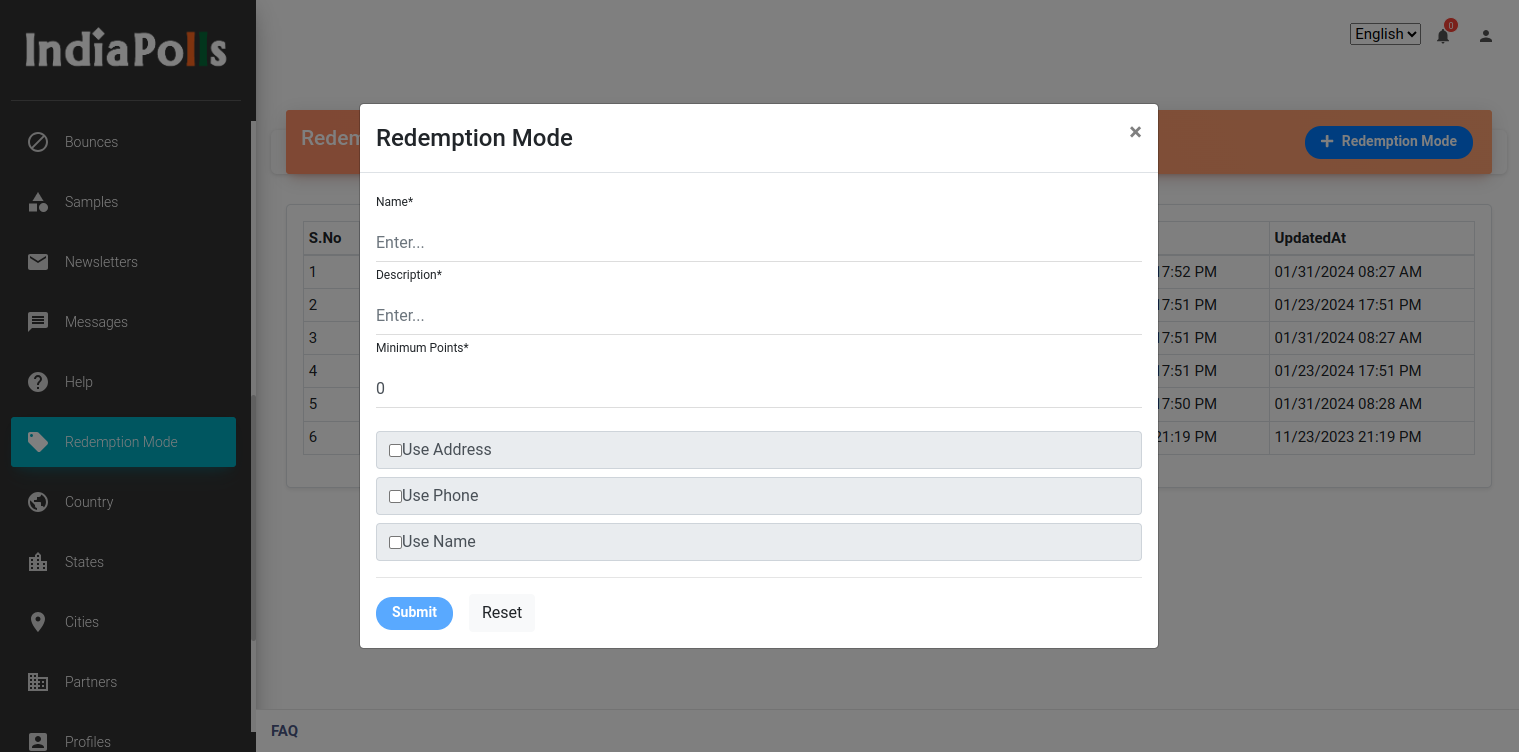 IndiaPolls
English
0
Bounces
Samples
Newsletters
Messages
Help
Redemption Mode
Country
States
Cities
Partners
Profiles
Redem
Redemption Mode
S.No UpdatedAt
1 17:52 PM 01/31/2024 08:27 AM
2 17:51 PM 01/23/2024 17:51 PM
3 17:51 PM 01/31/2024 08:27 AM
4 17:51 PM 01/23/2024 17:51 PM
5 17:50 PM 01/31/2024 08:28 AM
6 21:19 PM 11/23/2023 21:19 PM
Redemption Mode ×
Name*
Enter...
Description*
Enter...
Minimum Points*
0
Use Address
Use Phone
Use Name
Submit Reset
FAQ